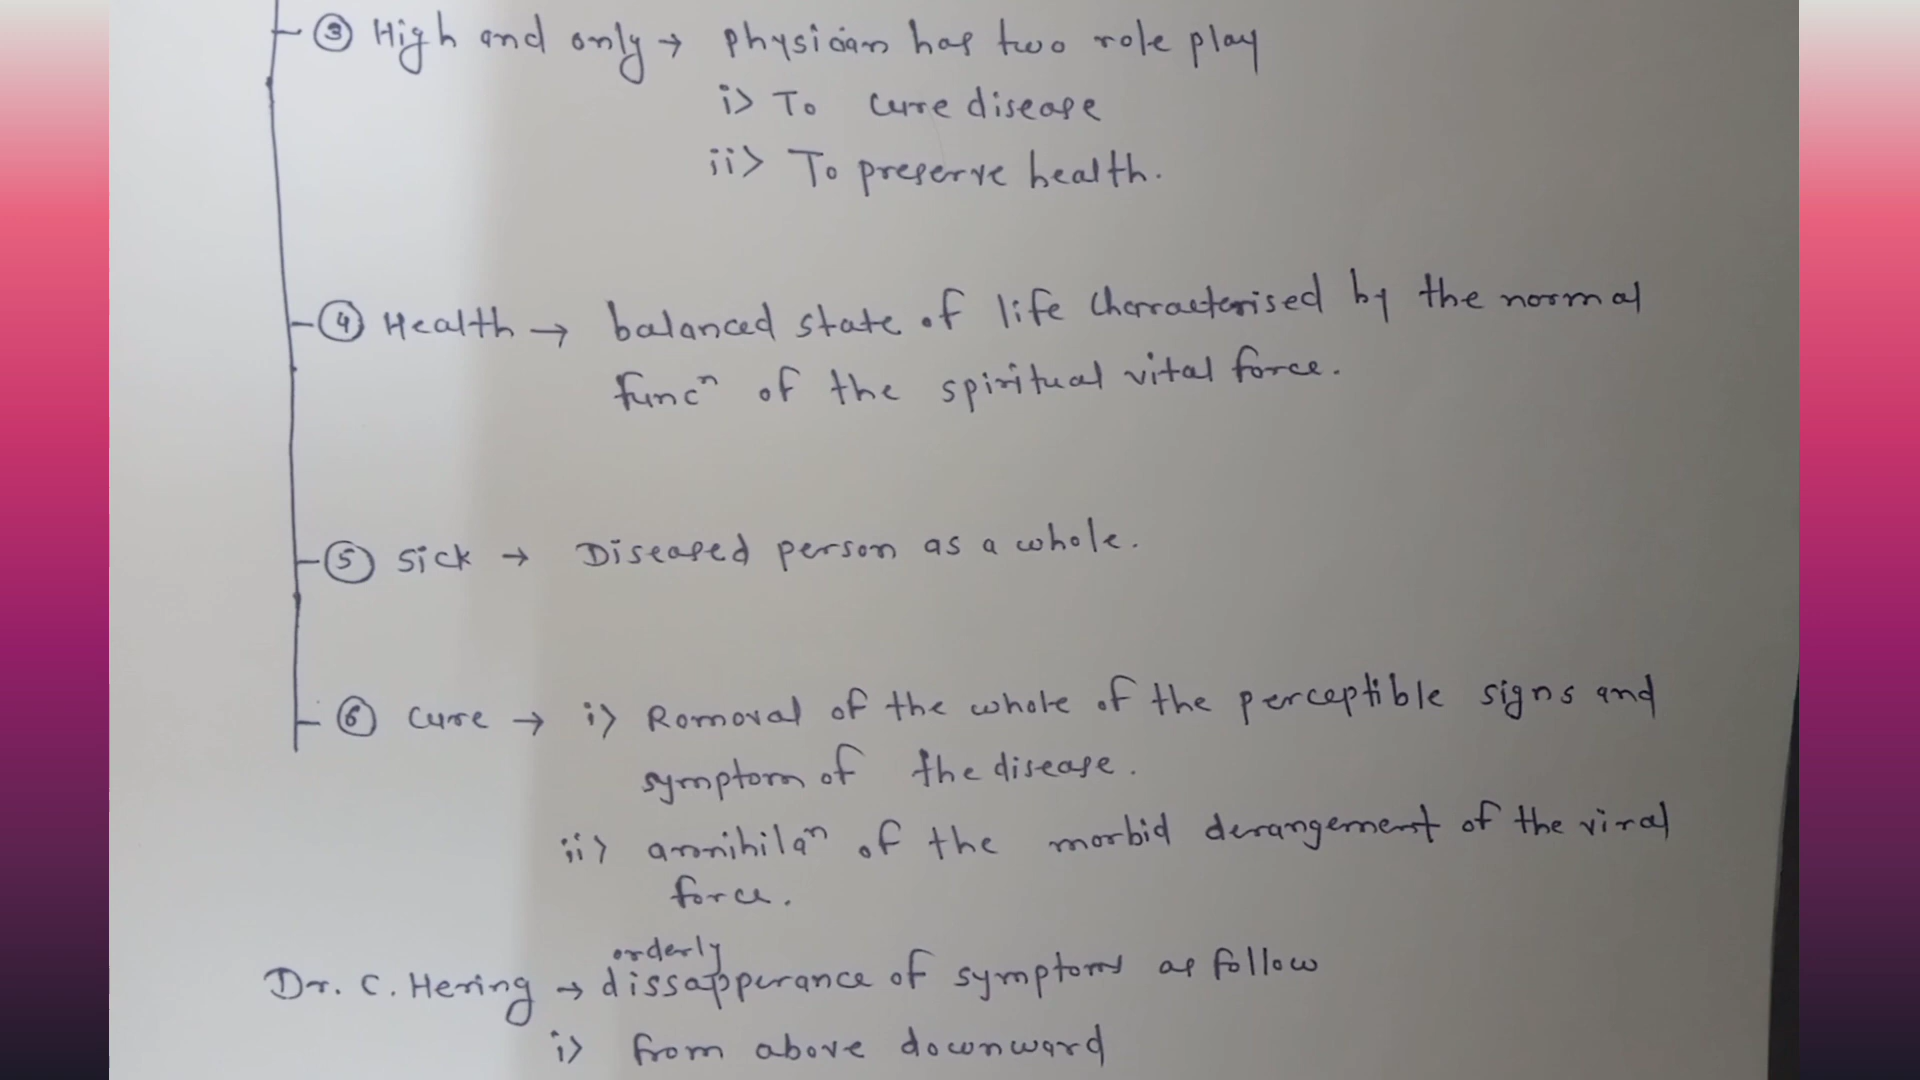 ③ High and only → physician has two role play
i> To cure disease
ii> To preserve health.
④ Health → balanced state of life characterised by the normal
funcⁿ of the spiritual vital force.
⑤ Sick → Diseased person as a whole.
⑥ Cure → i> Romoval of the whole of the perceptible signs and
symptom of the disease.
ii> annihilaⁿ of the morbid derangement of the viral
force.
orderly
Dr. C. Hering → dissapperance of symptoms as follow
i> from above downward